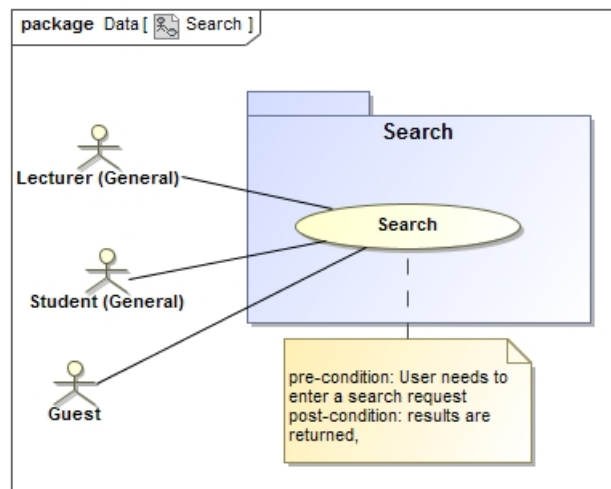 package Data [ Search ]
Search
Lecturer (General)
Search
Student (General)
Guest
pre-condition: User needs to
enter a search request
post-condition: results are
returned,